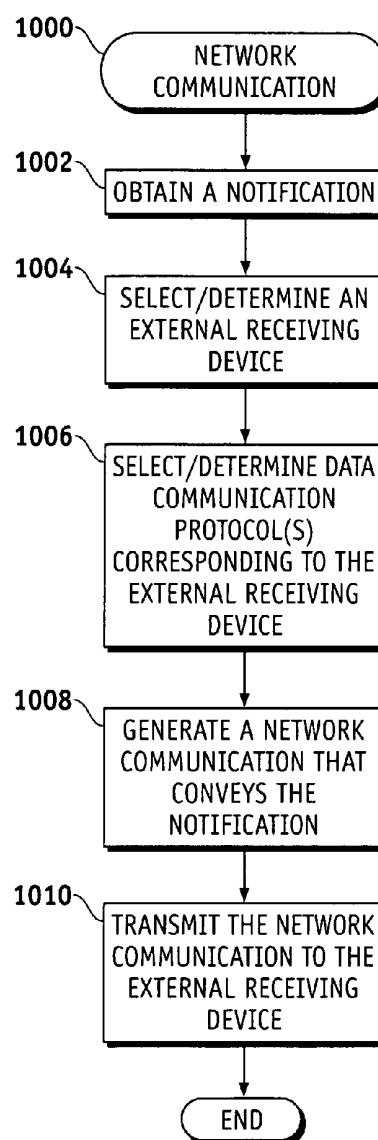 1000
NETWORK
COMMUNICATION
1002
OBTAIN A NOTIFICATION
1004
SELECT/DETERMINE AN
EXTERNAL RECEIVING
DEVICE
1006
SELECT/DETERMINE DATA
COMMUNICATION
PROTOCOL(S)
CORRESPONDING TO THE
EXTERNAL RECEIVING
DEVICE
1008
GENERATE A NETWORK
COMMUNICATION THAT
CONVEYS THE
NOTIFICATION
1010
TRANSMIT THE NETWORK
COMMUNICATION TO THE
EXTERNAL RECEIVING
DEVICE
END